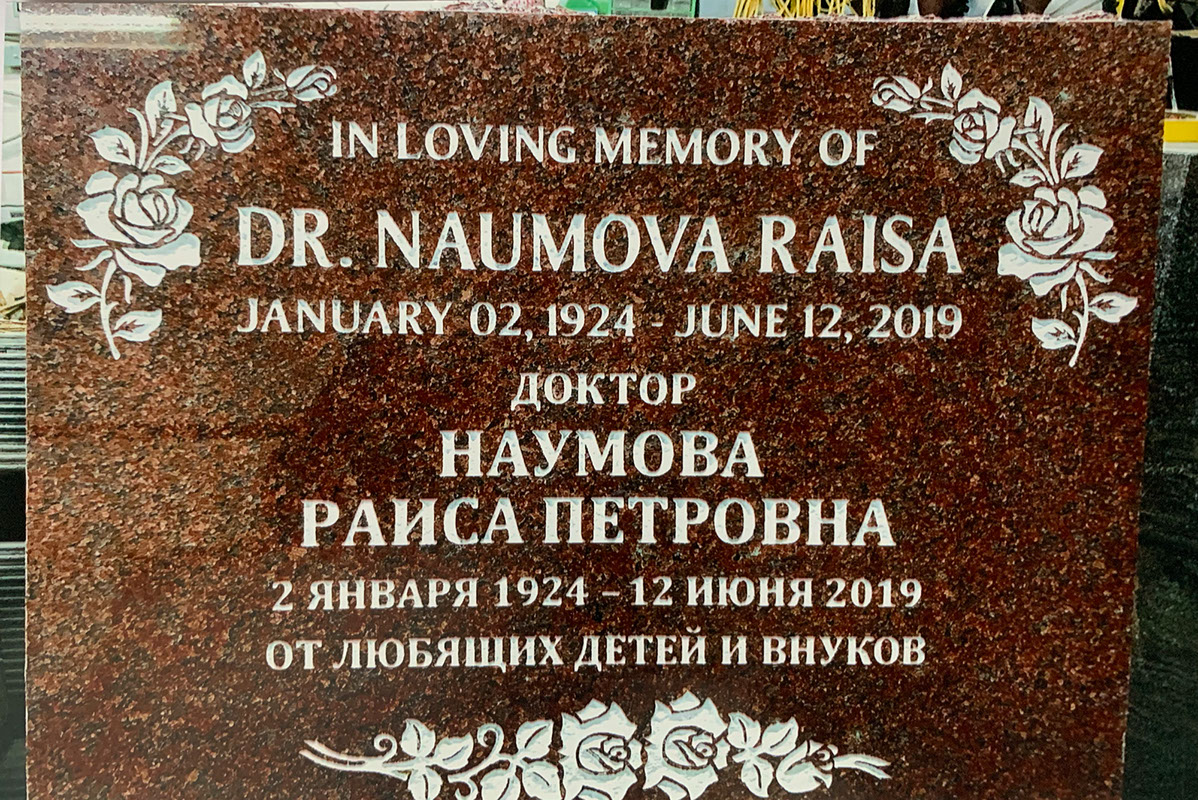 IN LOVING MEMORY OF
DR. NAUMOVA RAISA
JANUARY 02, 1924 - JUNE 12, 2019
ДОКТОР
НАУМОВА
РАИСА ПЕТРОВНА
2 ЯНВАРЯ 1924 – 12 ИЮНЯ 2019
ОТ ЛЮБЯЩИХ ДЕТЕЙ И ВНУКОВ